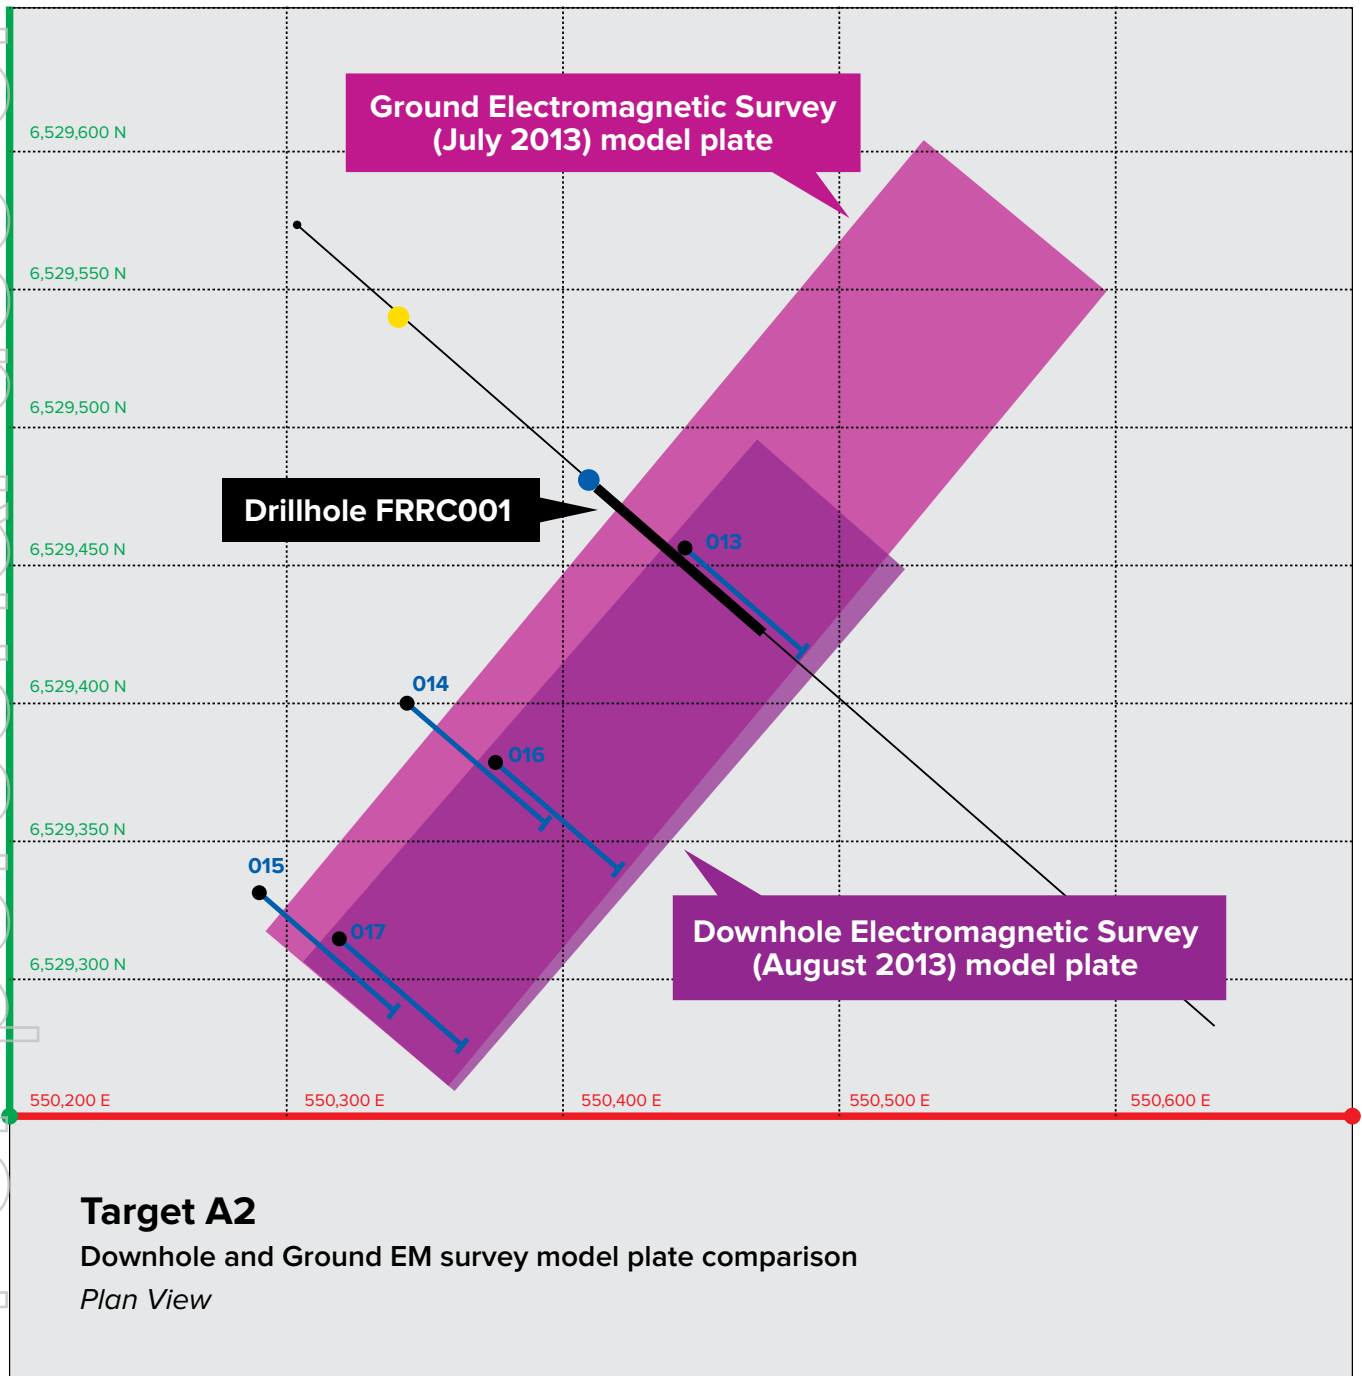 Ground Electromagnetic Survey
(July 2013) model plate
6,529,600 N
6,529,550 N
6,529,500 N
Drillhole FRRC001
013
6,529,450 N
014
6,529,400 N
016
6,529,350 N
015
017
Downhole Electromagnetic Survey
(August 2013) model plate
6,529,300 N
550,200 E
550,300 E
550,400 E
550,500 E
550,600 E
Target A2
Downhole and Ground EM survey model plate comparison
Plan View